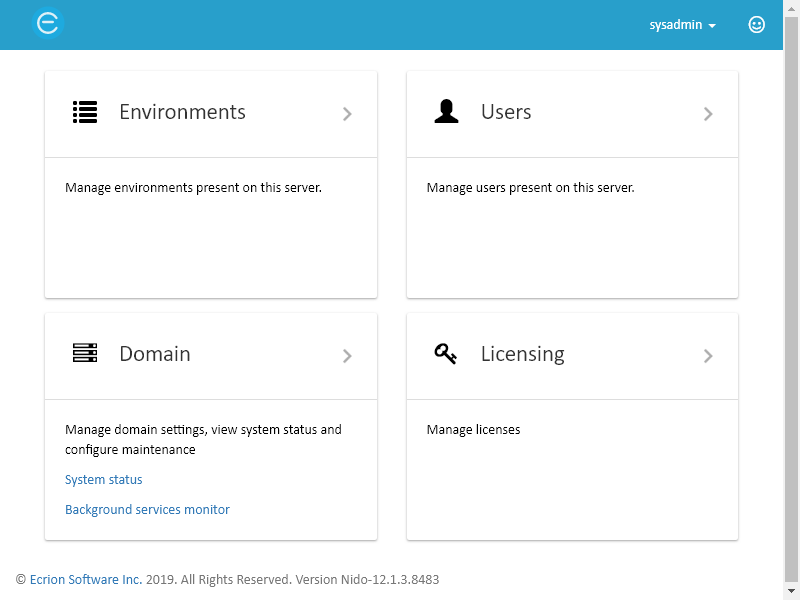 sysadmin
Environments
Manage environments present on this server.
Users
Manage users present on this server.
Domain
Manage domain settings, view system status and
configure maintenance
System status
Background services monitor
Licensing
Manage licenses
© Ecrion Software Inc. 2019. All Rights Reserved. Version Nido-12.1.3.8483